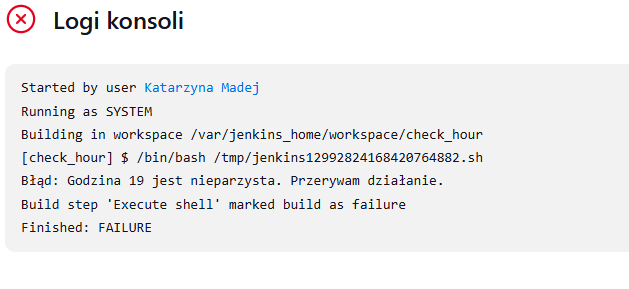 Logi konsoli
Started by user Katarzyna Madej
Running as SYSTEM
Building in workspace /var/jenkins_home/workspace/check_hour
[check_hour] $ /bin/bash /tmp/jenkins12992824168420764882.sh
Błąd: Godzina 19 jest nieparzysta. Przerywam działanie.
Build step 'Execute shell' marked build as failure
Finished: FAILURE